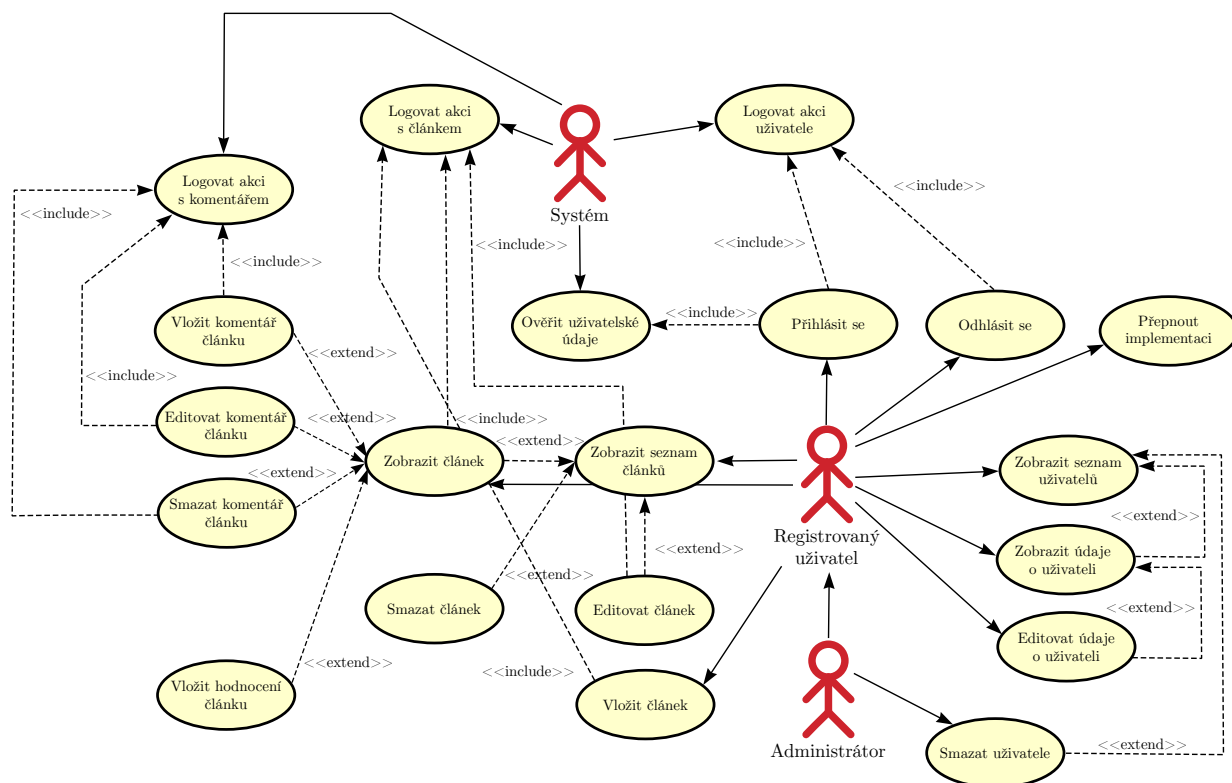 Logovat akci
s článkem
Logovat akci
uživatele
Logovat akci
s komentářem
<<include>>
<<include>>
Systém
<<include>>
<<include>>
<<include>>
Vložit komentář
článku
<<extend>>
Ověřit uživatelské
údaje
<<include>>
Přihlásit se
Odhlásit se
Přepnout
implementaci
<<include>>
Editovat komentář
článku
<<extend>>
<<include>>
<<extend>>
Zobrazit článek
Zobrazit seznam
článků
Zobrazit seznam
uživatelů
<<extend>>
Smazat komentář
článku
<<extend>>
Registrovaný
uživatel
<<extend>>
Zobrazit údaje
o uživateli
<<extend>>
Smazat článek
Editovat článek
<<extend>>
Editovat údaje
o uživateli
<<extend>>
<<include>>
Vložit hodnocení
článku
Vložit článek
Administrátor
Smazat uživatele
<<extend>>